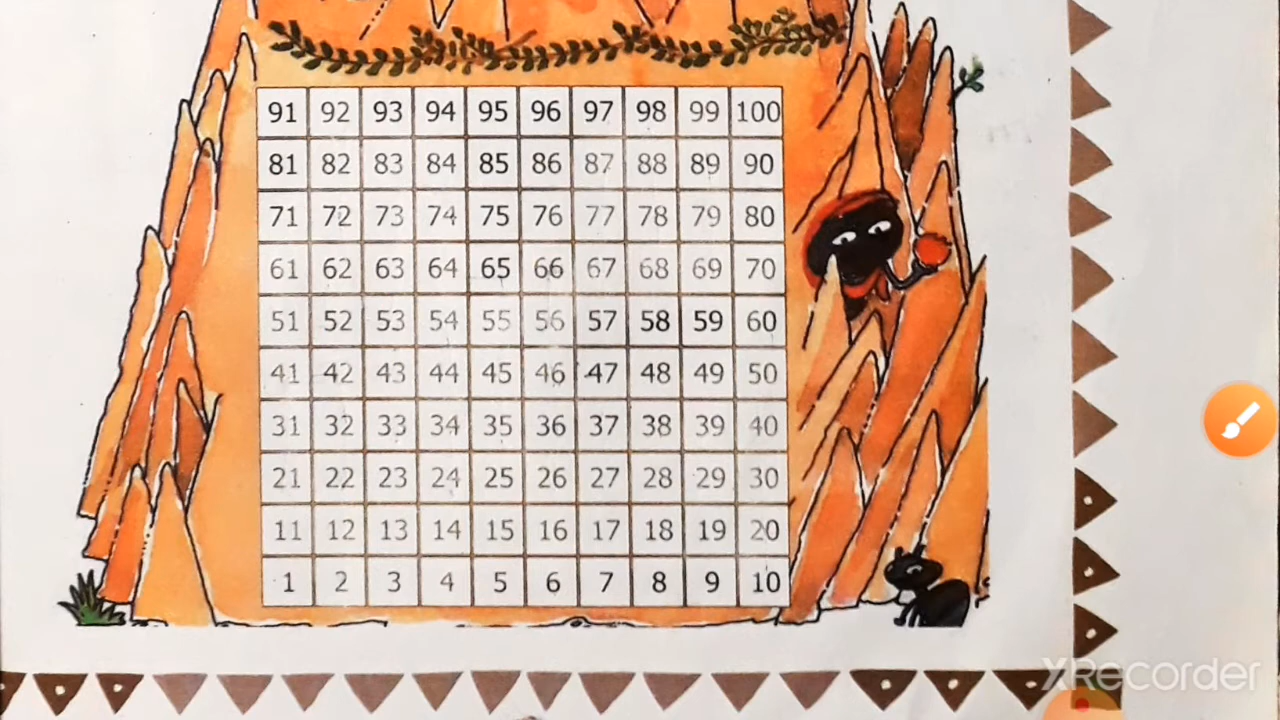 91 92 93 94 95 96 97 98 99 100
81 82 83 84 85 86 87 88 89 90
71 72 73 74 75 76 77 78 79 80
61 62 63 64 65 66 67 68 69 70
51 52 53 54 55 56 57 58 59 60
41 42 43 44 45 46 47 48 49 50
31 32 33 34 35 36 37 38 39 40
21 22 23 24 25 26 27 28 29 30
11 12 13 14 15 16 17 18 19 20
1 2 3 4 5 6 7 8 9 10
XRecorder